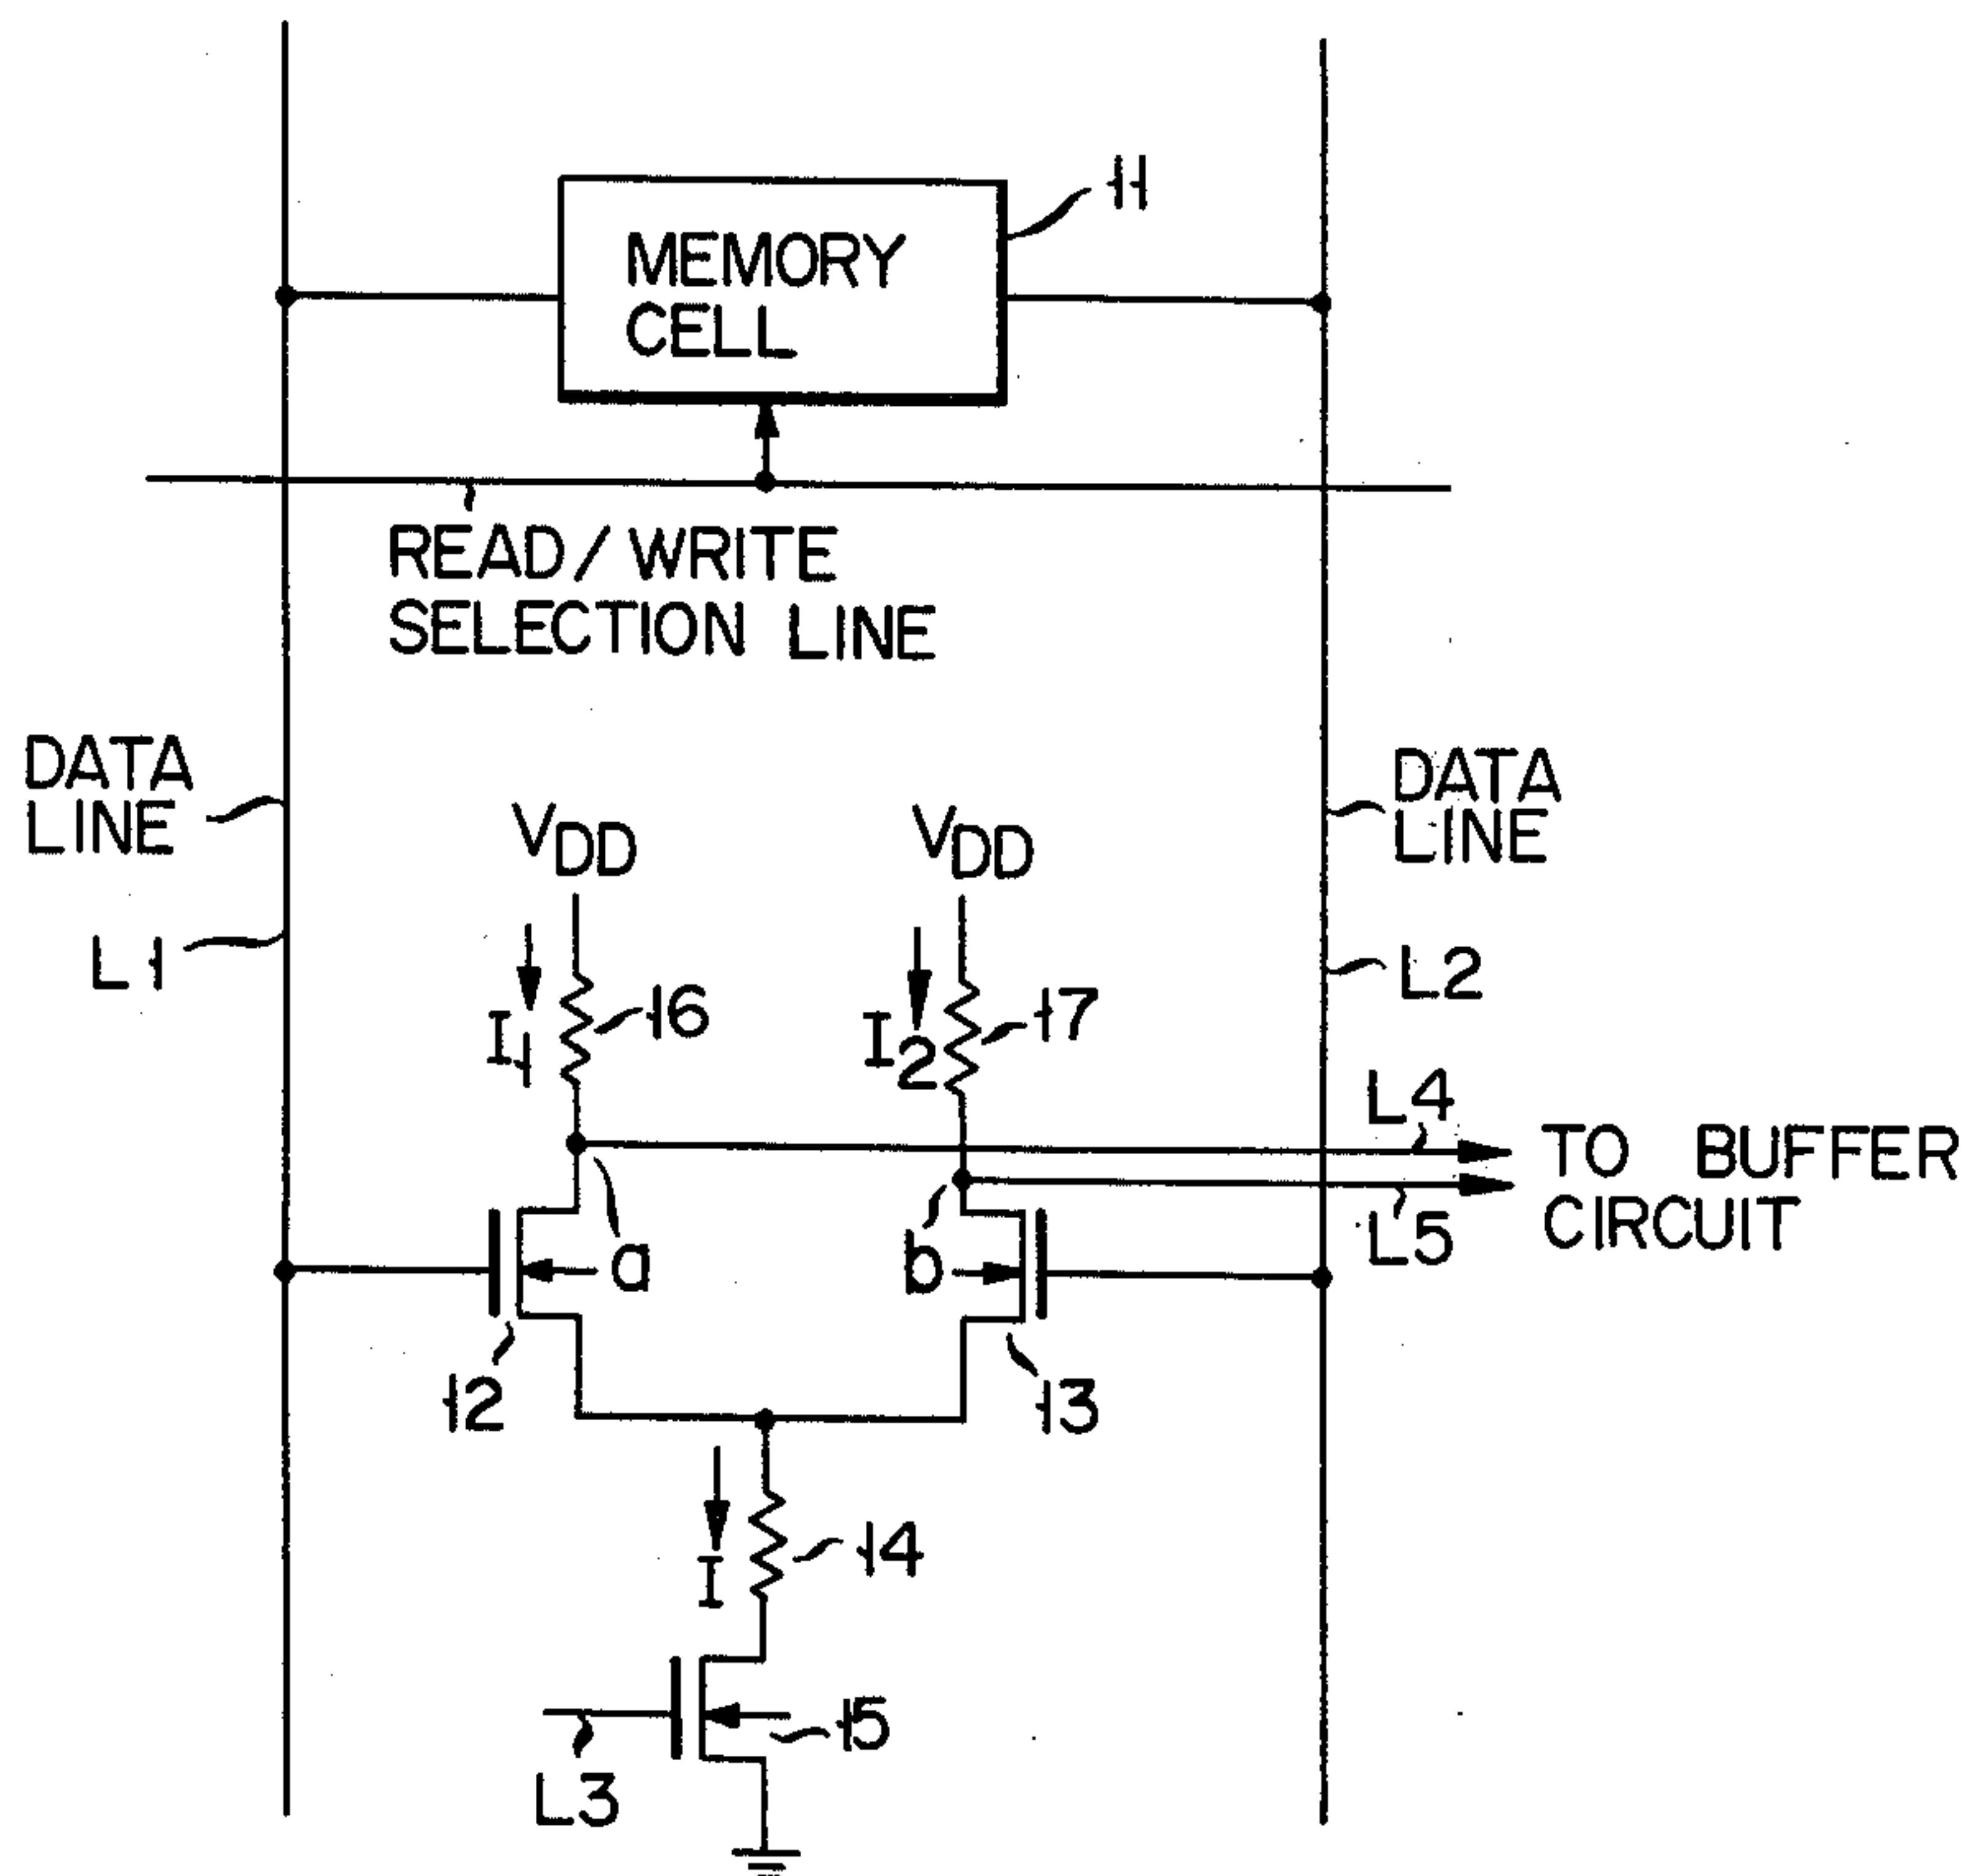 11
MEMORY
CELL
READ/WRITE
SELECTION LINE
DATA
LINE
DATA
LINE
VDD
VDD
L1
L2
I1
16
I2
17
L4
TO BUFFER
CIRCUIT
L5
a
b
12
13
I
14
15
L3